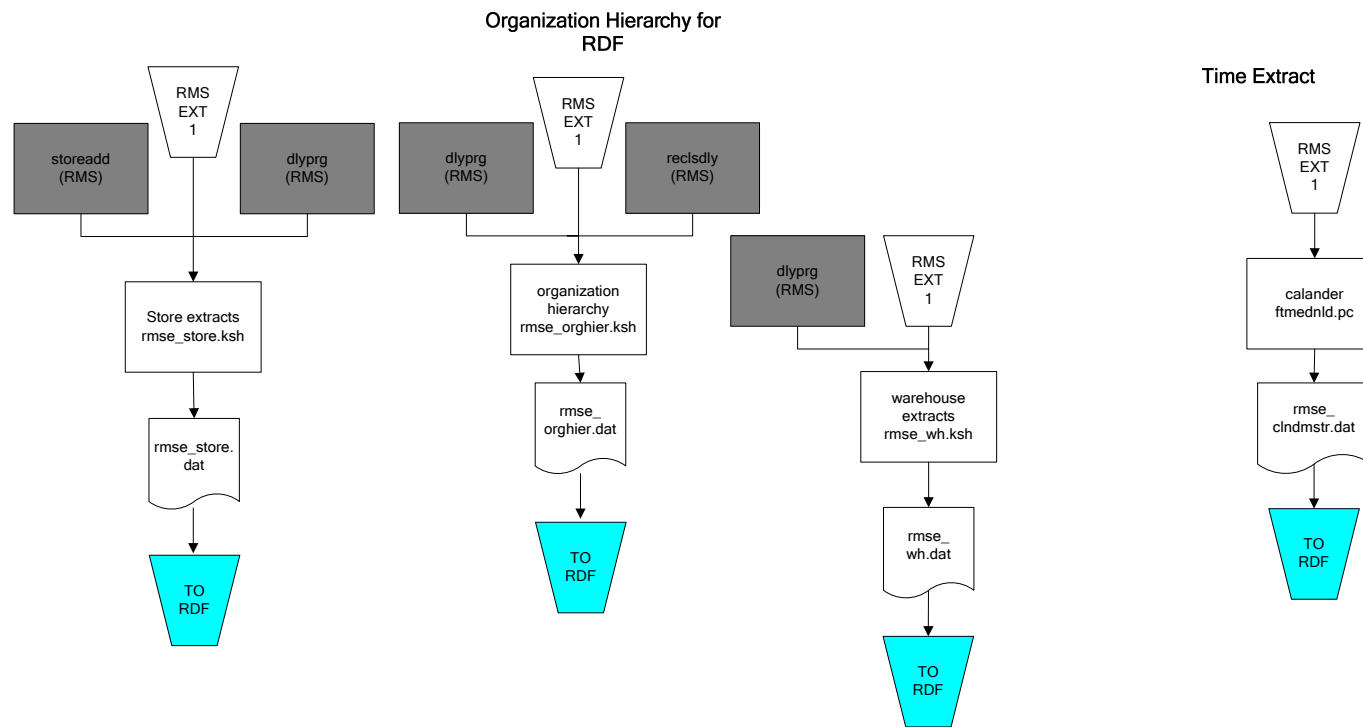 Organization Hierarchy for
RDF
RMS
EXT
1
storeadd
(RMS)
dlyprg
(RMS)
Store extracts
rmse_store.ksh
rmse_store.
dat
TO
RDF
RMS
EXT
1
dlyprg
(RMS)
reclsdly
(RMS)
organization
hierarchy
rmse_orghier.ksh
rmse_
orghier.dat
TO
RDF
dlyprg
(RMS)
RMS
EXT
1
warehouse
extracts
rmse_wh.ksh
rmse_
wh.dat
TO
RDF
Time Extract
RMS
EXT
1
calander
ftmednld.pc
rmse_
clndmstr.dat
TO
RDF